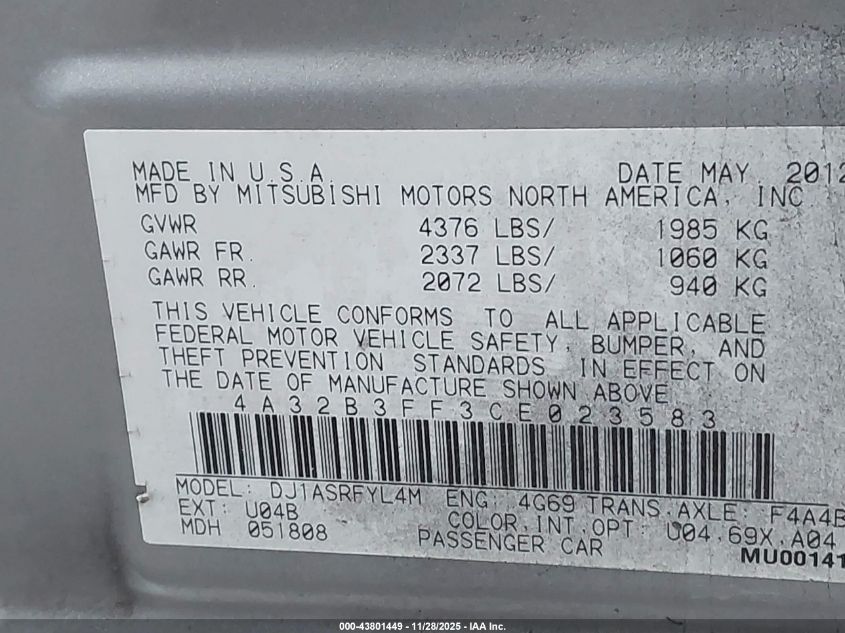 MADE IN U.S.A. DATE MAY 2012
MFD BY MITSUBISHI MOTORS NORTH AMERICA, INC
GVWR 4376 LBS/ 1985 KG
GAWR FR. 2337 LBS/ 1060 KG
GAWR RR. 2072 LBS/ 940 KG
THIS VEHICLE CONFORMS TO ALL APPLICABLE
FEDERAL MOTOR VEHICLE SAFETY, BUMPER, AND
THEFT PREVENTION STANDARDS IN EFFECT ON
THE DATE OF MANUFACTURE SHOWN ABOVE
4A32B3FF3CE023583
MODEL: DJ1ASRFYL4M ENG: 4G69 TRANS.AXLE: F4A4B
EXT: U04B COLOR.INT.OPT: U04.69X.A04
MDH 051808 PASSENGER CAR
MU00141
000-43801449 - 11/28/2025 - IAA Inc.